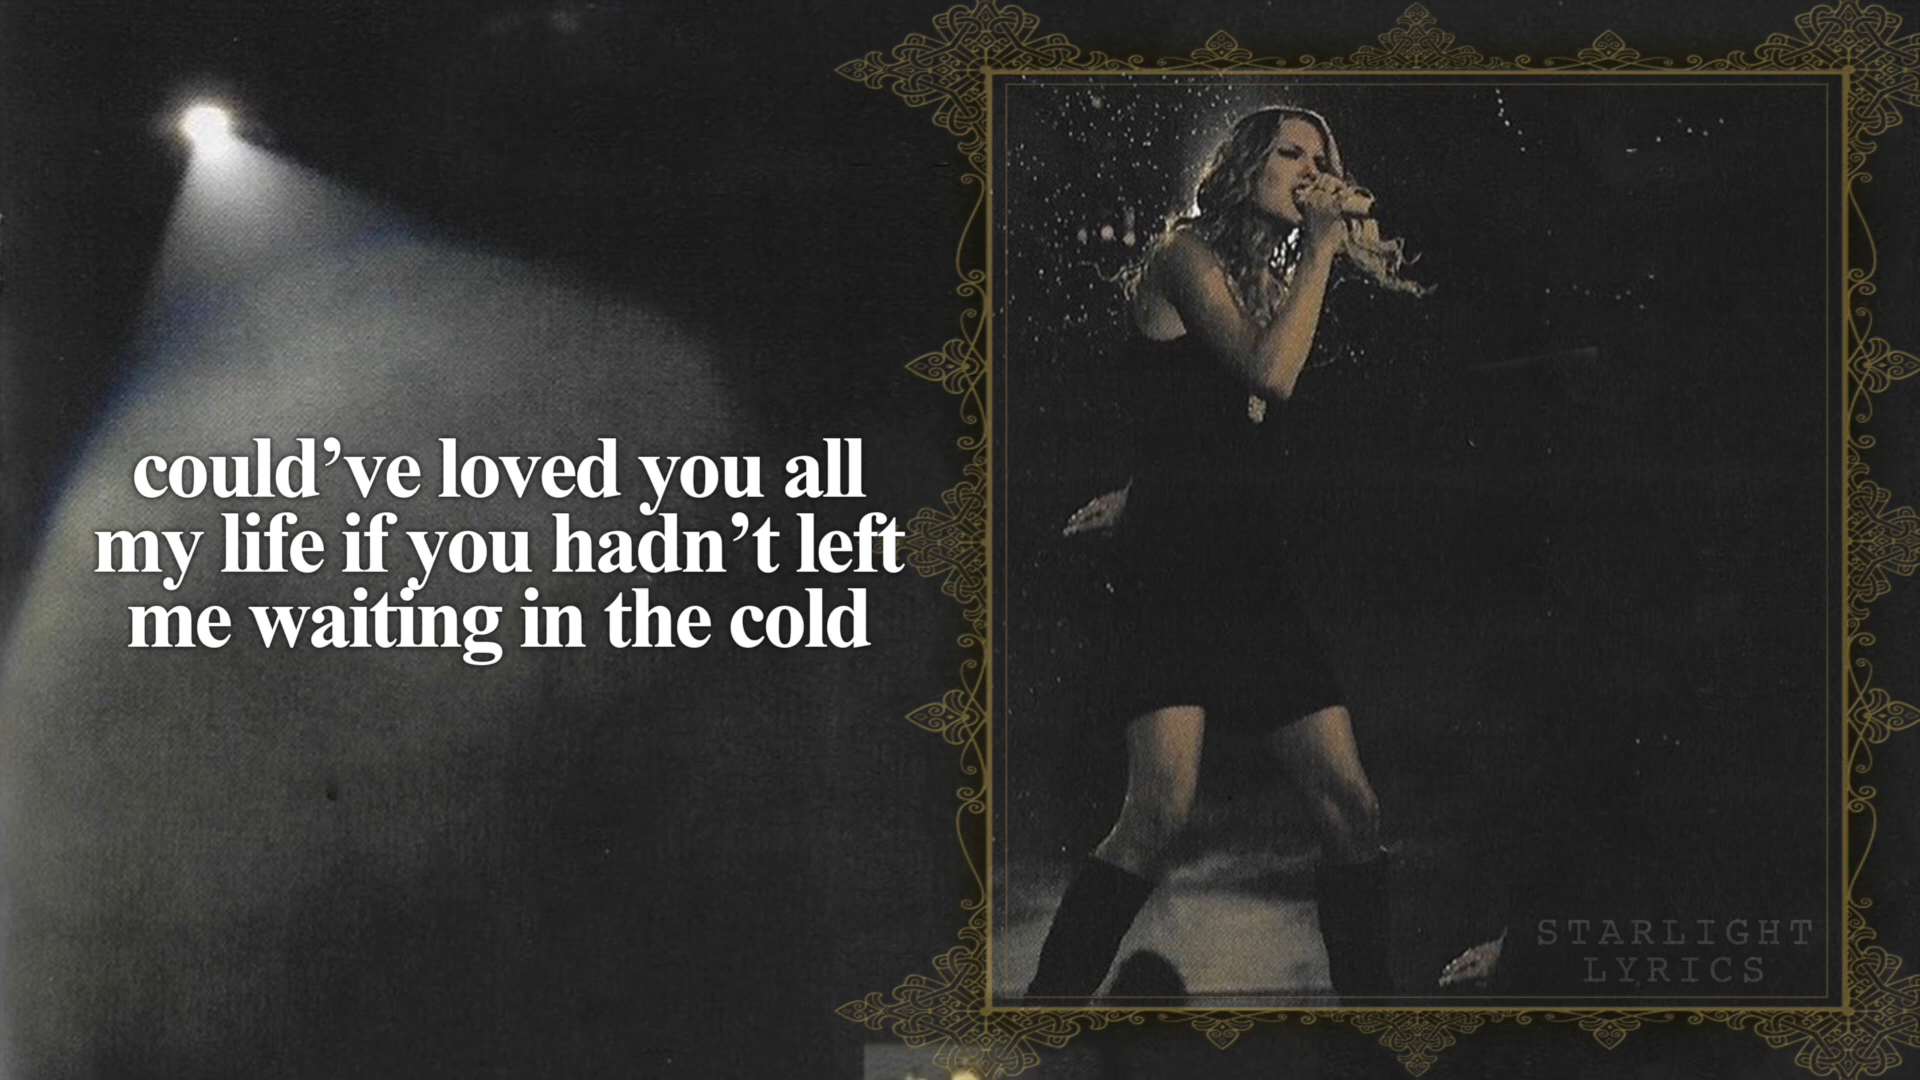 could’ve loved you all
my life if you hadn’t left
me waiting in the cold
STARLIGHT
LYRICS